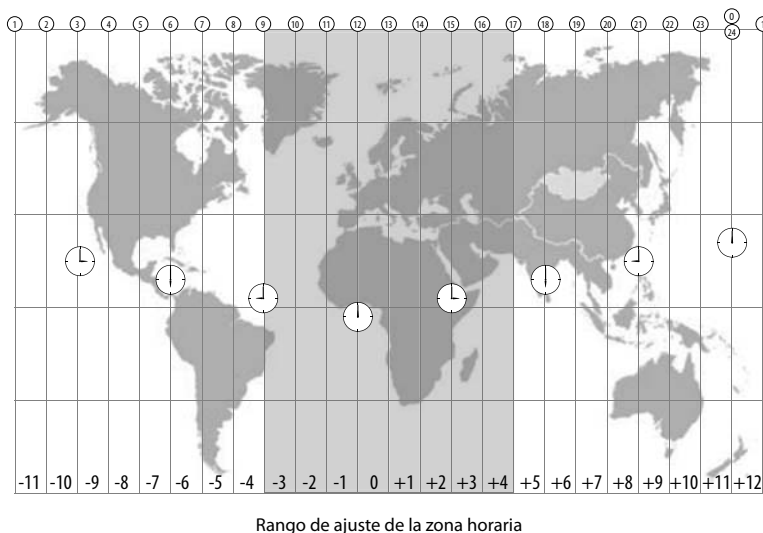 1 2 3 4 5 6 7 8 9 10 11 12 13 14 15 16 17 18 19 20 21 22 23 0 1
24
-11 -10 -9 -8 -7 -6 -5 -4 -3 -2 -1 0 +1 +2 +3 +4 +5 +6 +7 +8 +9 +10 +11 +12
Rango de ajuste de la zona horaria